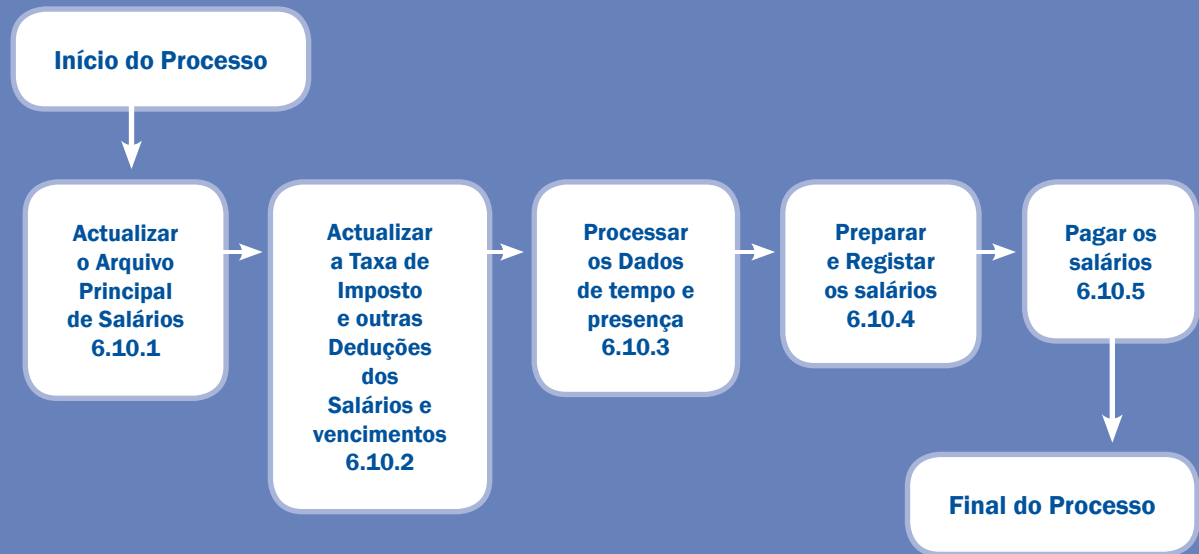 Início do Processo
Actualizar
o Arquivo
Principal
de Salários
6.10.1
Actualizar
a Taxa de
Imposto
e outras
Deduções
dos
Salários e
vencimentos
6.10.2
Processar
os Dados
de tempo e
presença
6.10.3
Preparar
e Registar
os salários
6.10.4
Pagar os
salários
6.10.5
Final do Processo